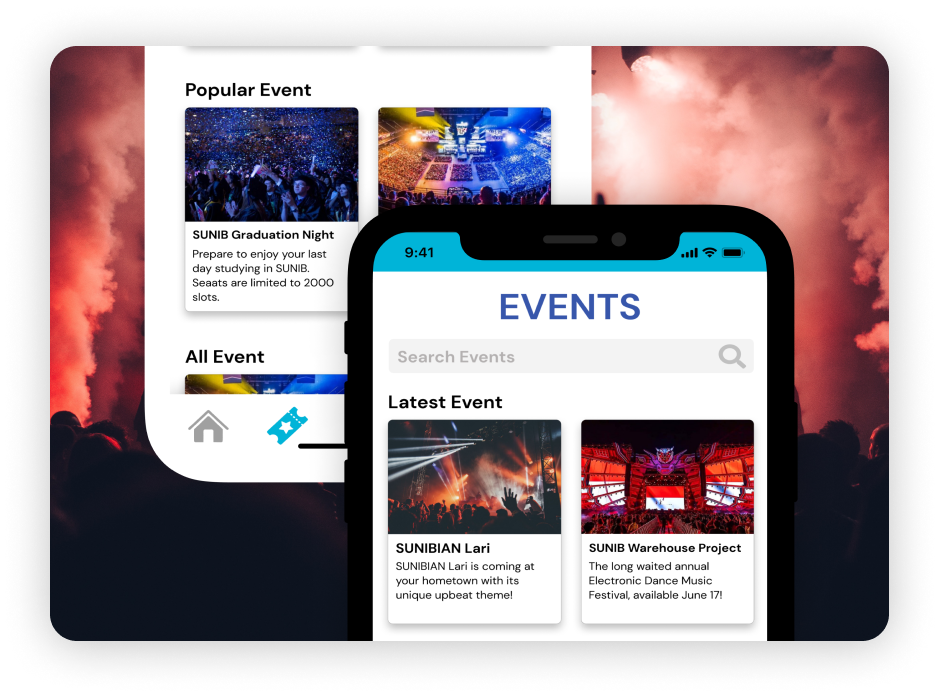 Popular Event
SUNIB Graduation Night
Prepare to enjoy your last
day studying in SUNIB.
Seaats are limited to 2000
slots.
All Event
9:41
EVENTS
Search Events
Latest Event
SUNIBIAN Lari
SUNIBIAN Lari is coming at
your hometown with its
unique upbeat theme!
SUNIB Warehouse Project
The long waited annual
Electronic Dance Music
Festival, available June 17!